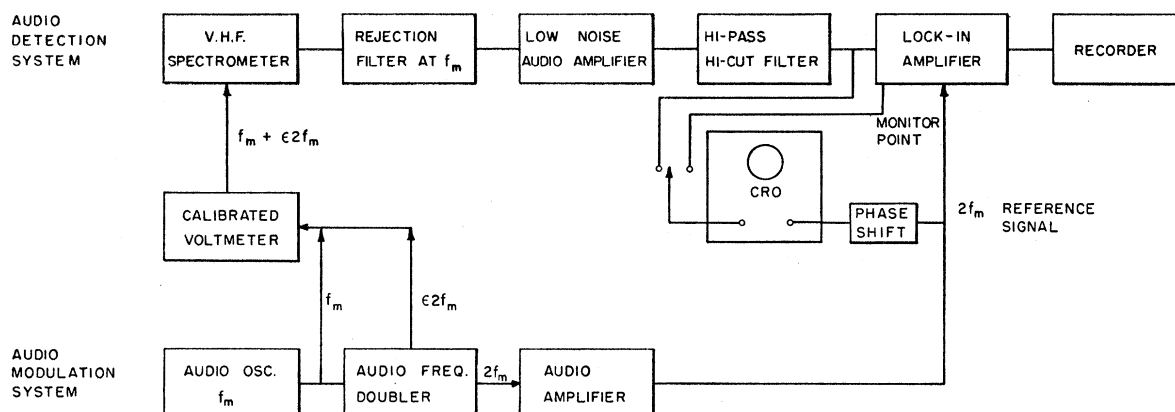 AUDIO
DETECTION
SYSTEM
V.H.F.
SPECTROMETER
REJECTION
FILTER AT fm
LOW NOISE
AUDIO AMPLIFIER
HI-PASS
HI-CUT FILTER
LOCK-IN
AMPLIFIER
RECORDER
fm + ϵ2fm
MONITOR
POINT
CRO
CALIBRATED
VOLTMETER
PHASE
SHIFT
2fm REFERENCE
SIGNAL
fm
ϵ2fm
AUDIO
MODULATION
SYSTEM
AUDIO OSC.
fm
AUDIO FREQ.
DOUBLER
2fm
AUDIO
AMPLIFIER